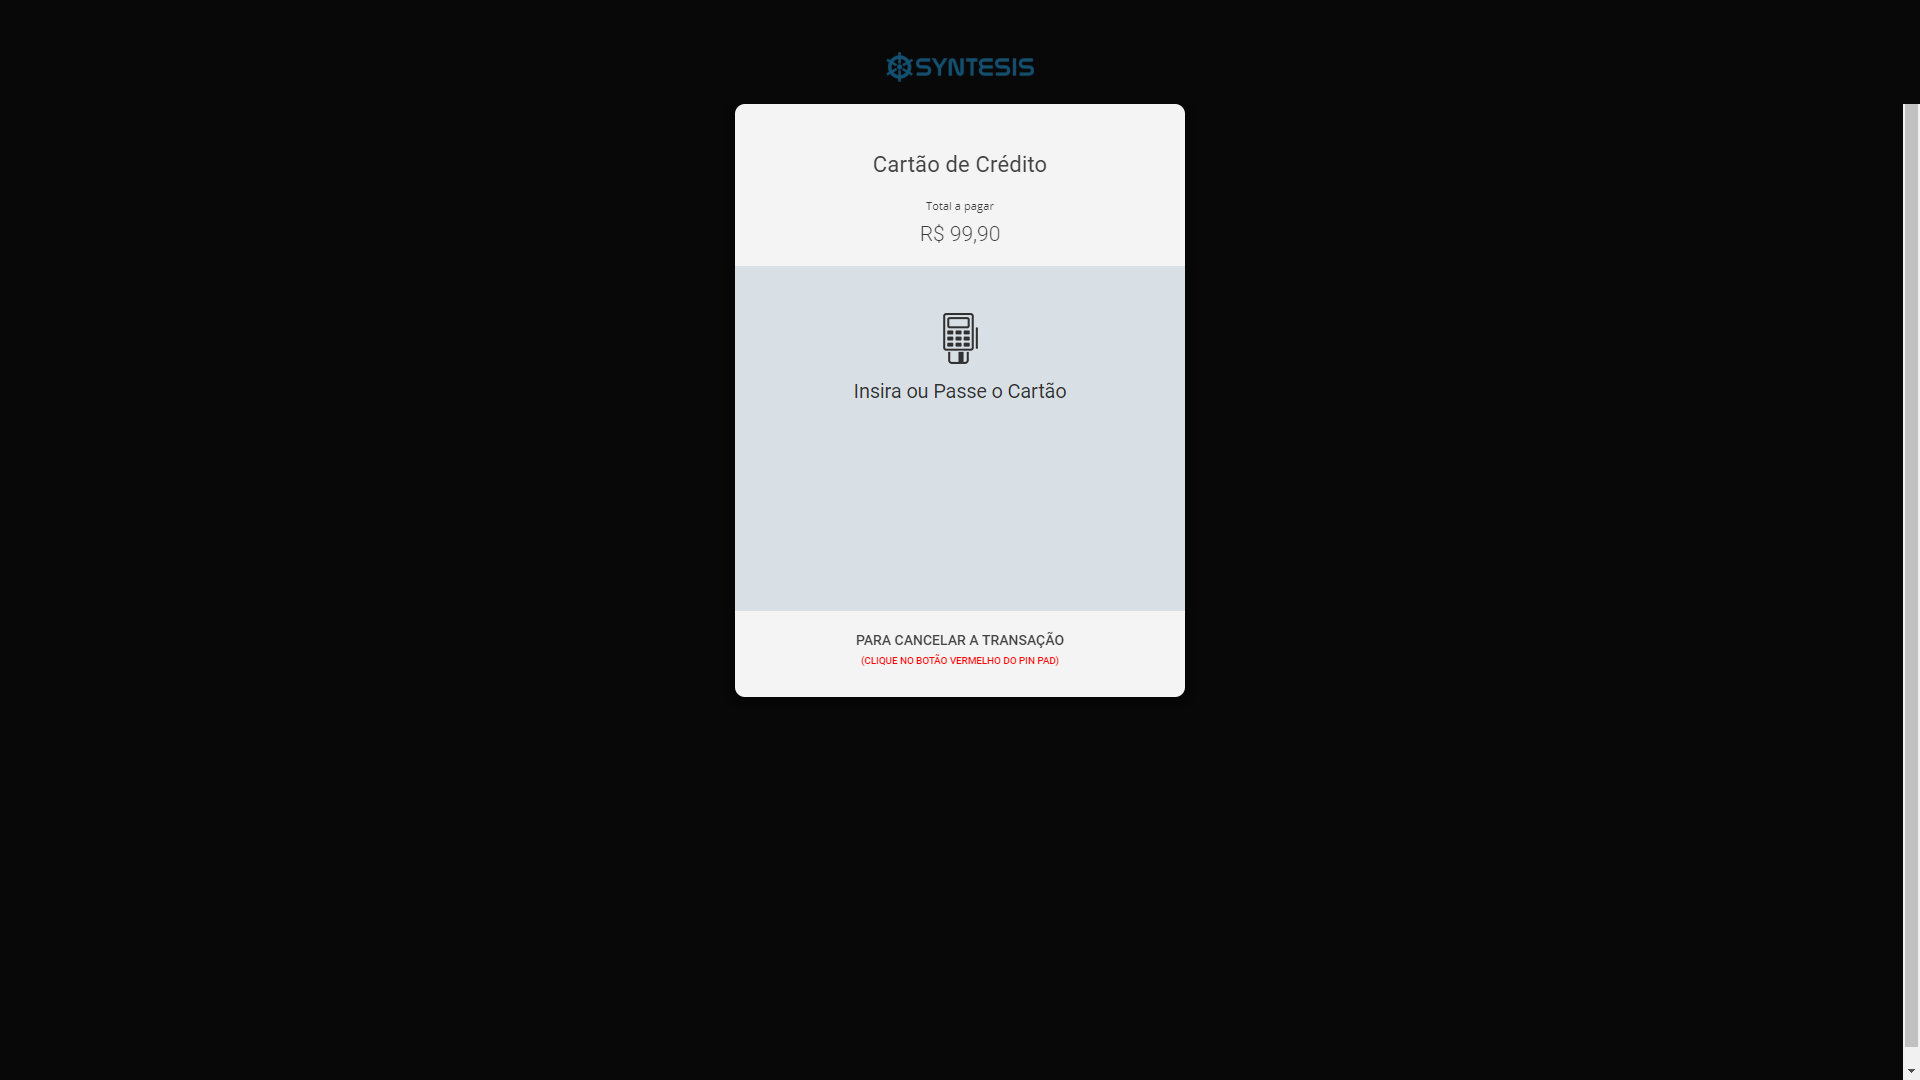 SYNTESIS
Cartão de Crédito
Total a pagar
R$ 99,90
Insira ou Passe o Cartão
PARA CANCELAR A TRANSAÇÃO
(CLIQUE NO BOTÃO VERMELHO DO PIN PAD)